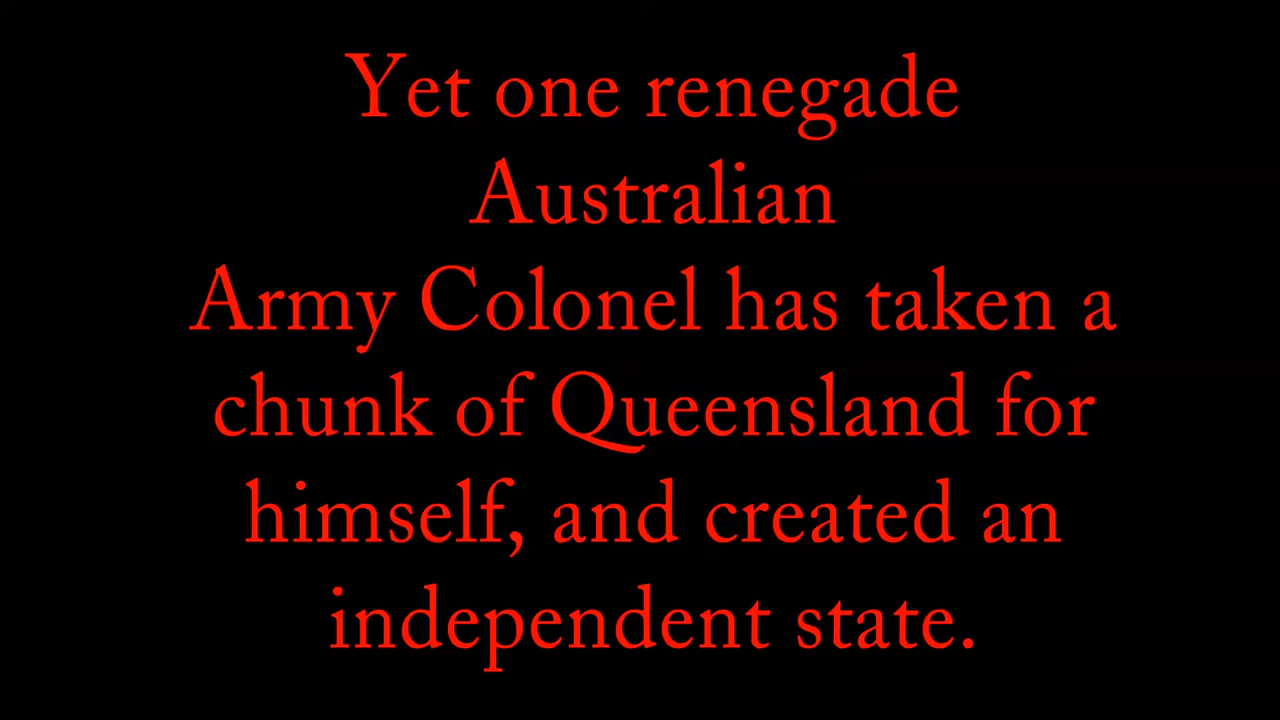 Yet one renegade
Australian
Army Colonel has taken a
chunk of Queensland for
himself, and created an
independent state.